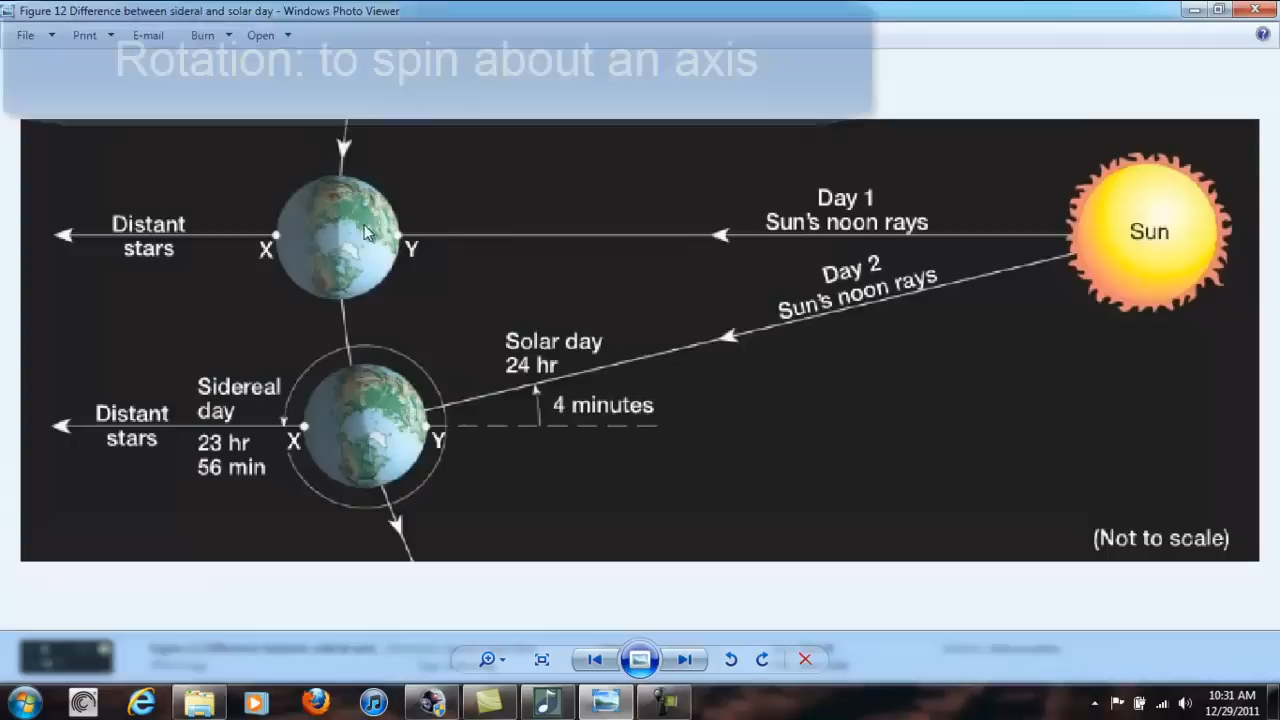 Figure 12 Difference between sideral and solar day - Windows Photo Viewer
File Print E-mail Burn Open
Rotation: to spin about an axis
Day 1
Sun's noon rays
Distant
stars
X
Y
Sun
Day 2
Sun's noon rays
Solar day
24 hr
4 minutes
Sidereal
day
23 hr
56 min
Distant
stars
X
Y
(Not to scale)
10:31 AM
12/29/2011